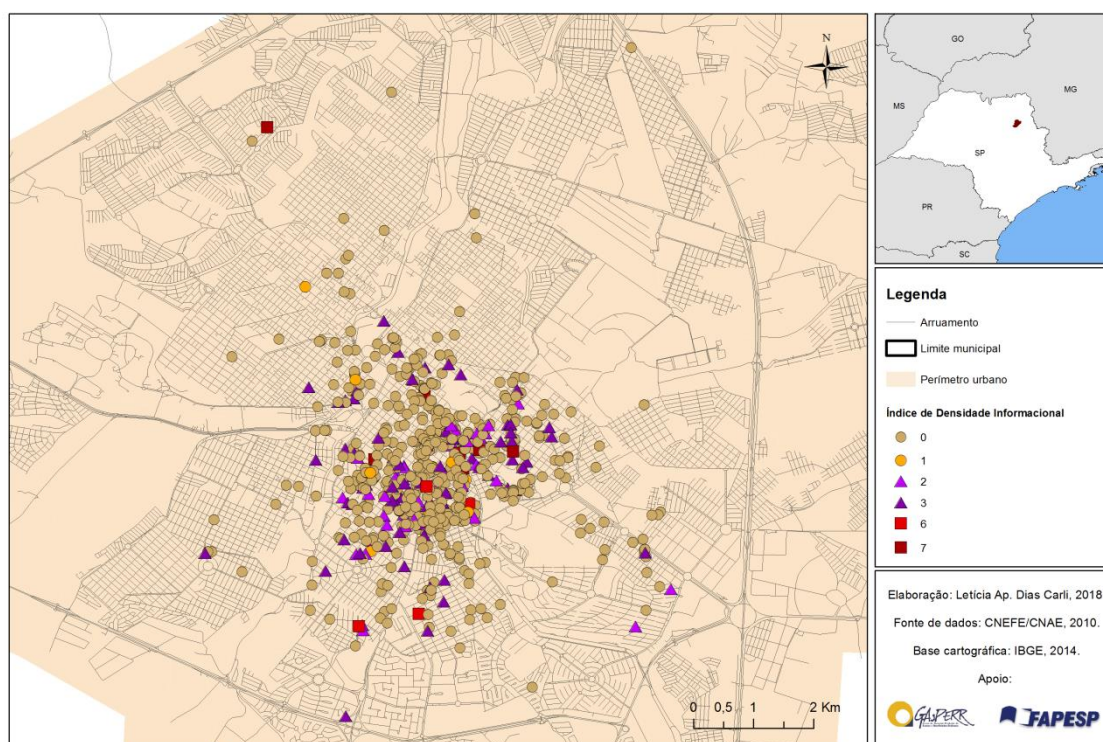 N
0 0,5 1 2 Km
GO
MG
MS
SP
PR
SC
Legenda
Arruamento
Limite municipal
Perímetro urbano
Índice de Densidade Informacional
0
1
2
3
6
7
Elaboração: Letícia Ap. Dias Carli, 2018
Fonte de dados: CNEFE/CNAE, 2010.
Base cartográfica: IBGE, 2014.
Apoio:
GAsPERR
FAPESP